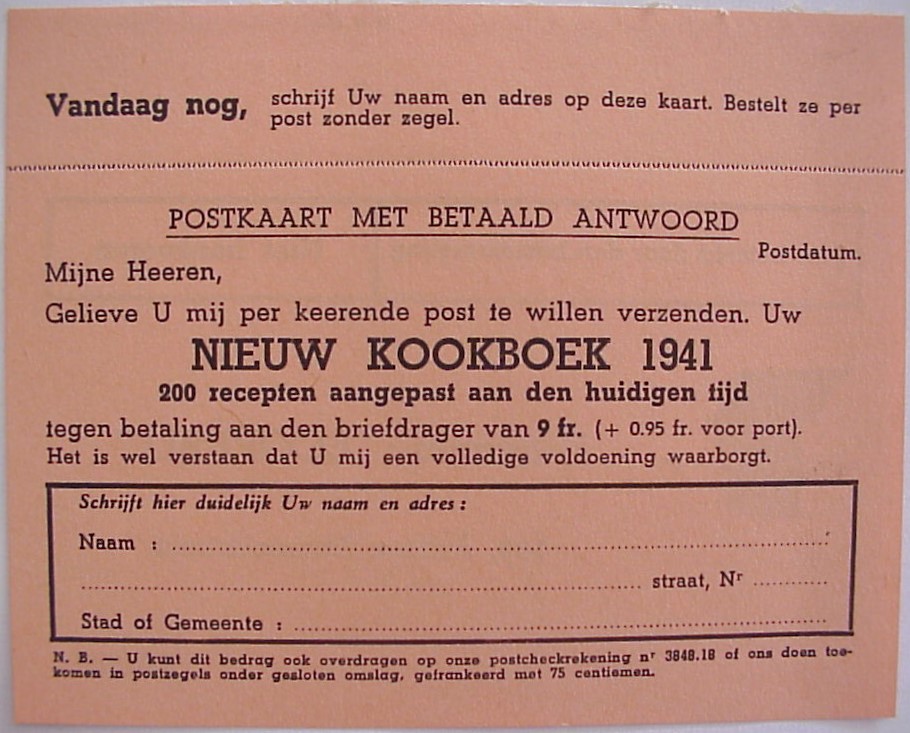 Vandaag nog, schrijf Uw naam en adres op deze kaart. Bestelt ze per
post zonder zegel.
POSTKAART MET BETAALD ANTWOORD
Postdatum.
Mijne Heeren,
Gelieve U mij per keerende post te willen verzenden. Uw
NIEUW KOOKBOEK 1941
200 recepten aangepast aan den huidigen tijd
tegen betaling aan den briefdrager van 9 fr. (+ 0.95 fr. voor port).
Het is wel verstaan dat U mij een volledige voldoening waarborgt.
Schrijft hier duidelijk Uw naam en adres :
Naam : ........................................
........................................ straat, Nr ..........
Stad of Gemeente : ........................................
N. B. — U kunt dit bedrag ook overdragen op onze postcheckrekening nr 3848.18 of ons doen toe-
komen in postzegels onder gesloten omslag, gefrankeerd met 75 centiemen.